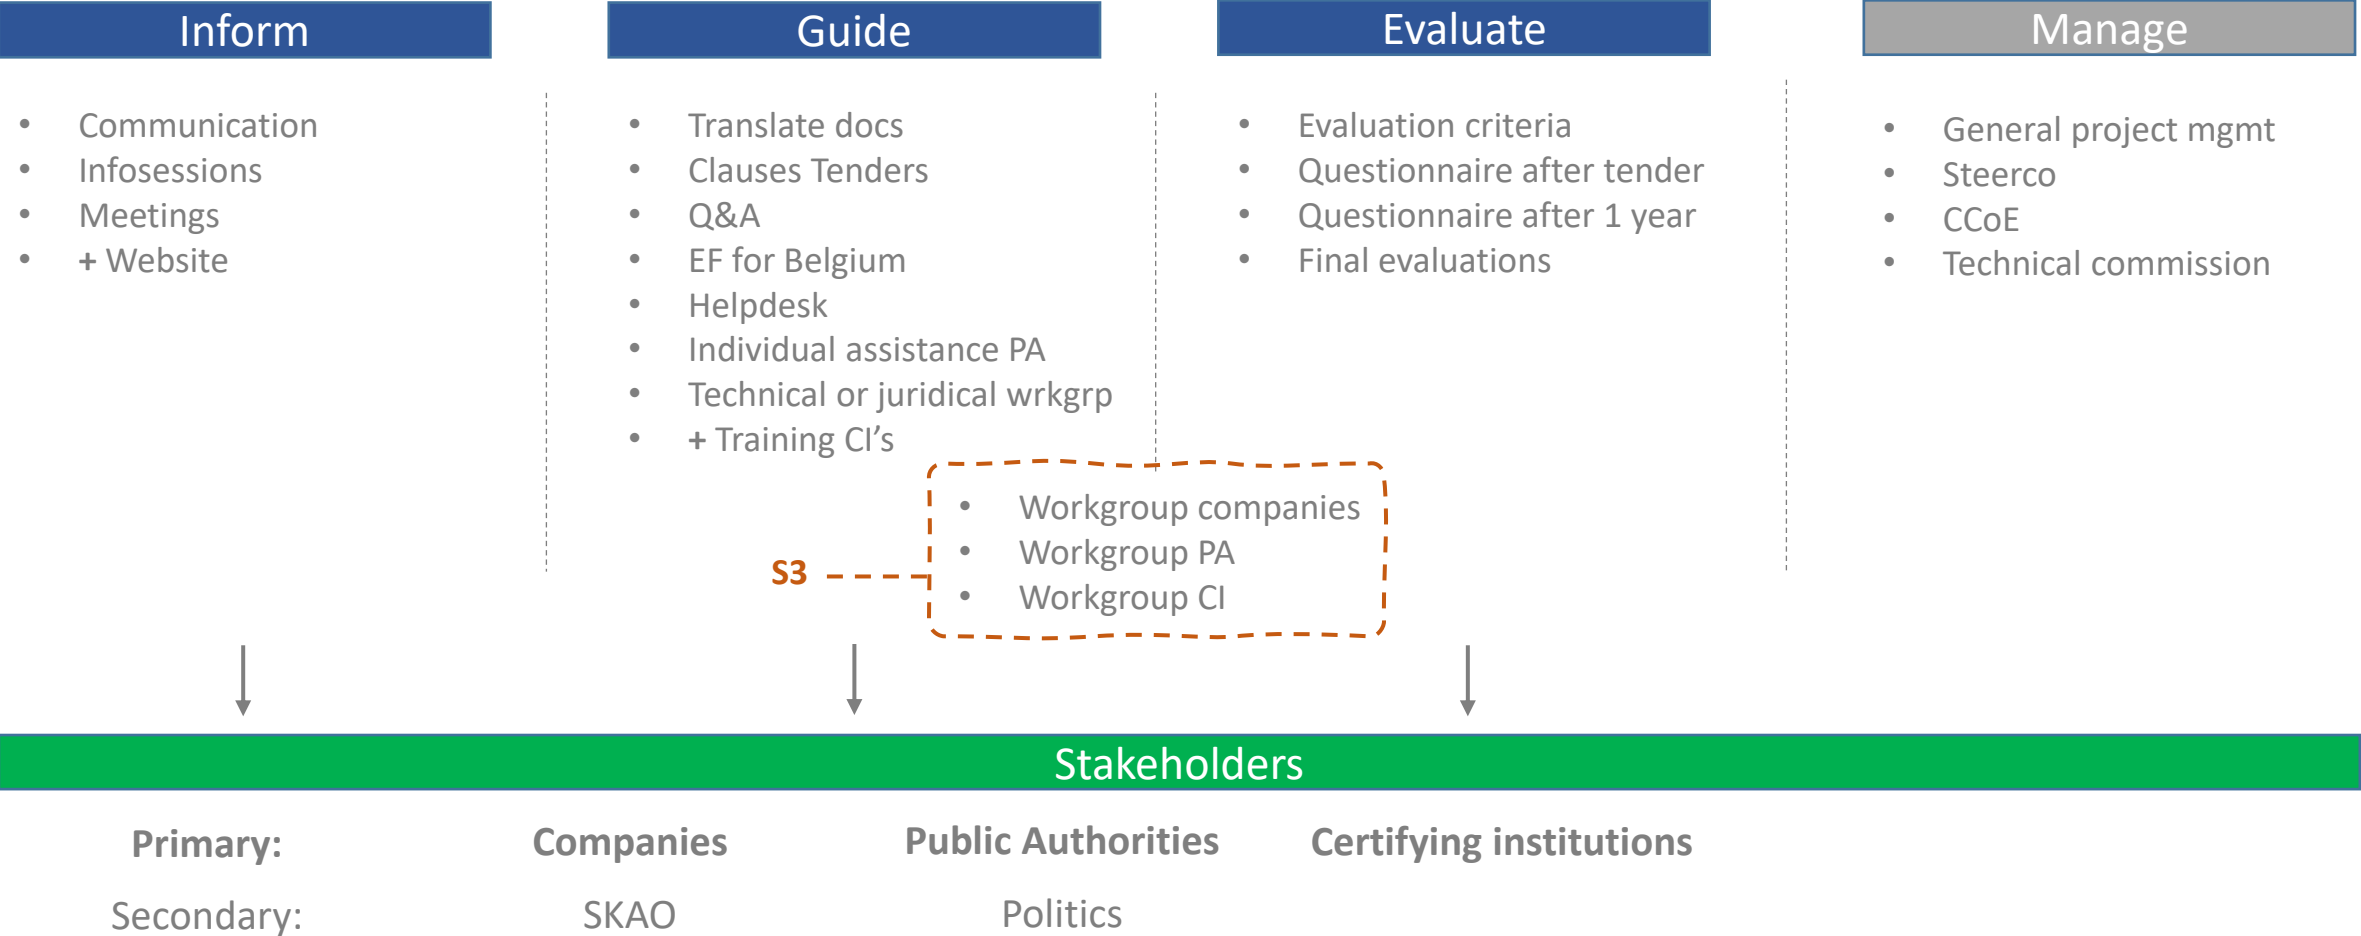 Inform
• Communication
• Infosessions
• Meetings
• + Website
Guide
• Translate docs
• Clauses Tenders
• Q&A
• EF for Belgium
• Helpdesk
• Individual assistance PA
• Technical or juridical wrkgrp
• + Training CI's
Evaluate
• Evaluation criteria
• Questionnaire after tender
• Questionnaire after 1 year
• Final evaluations
Manage
• General project mgmt
• Steerco
• CCoE
• Technical commission
S3
• Workgroup companies
• Workgroup PA
• Workgroup CI
Stakeholders
Primary: Companies Public Authorities Certifying institutions
Secondary: SKAO Politics